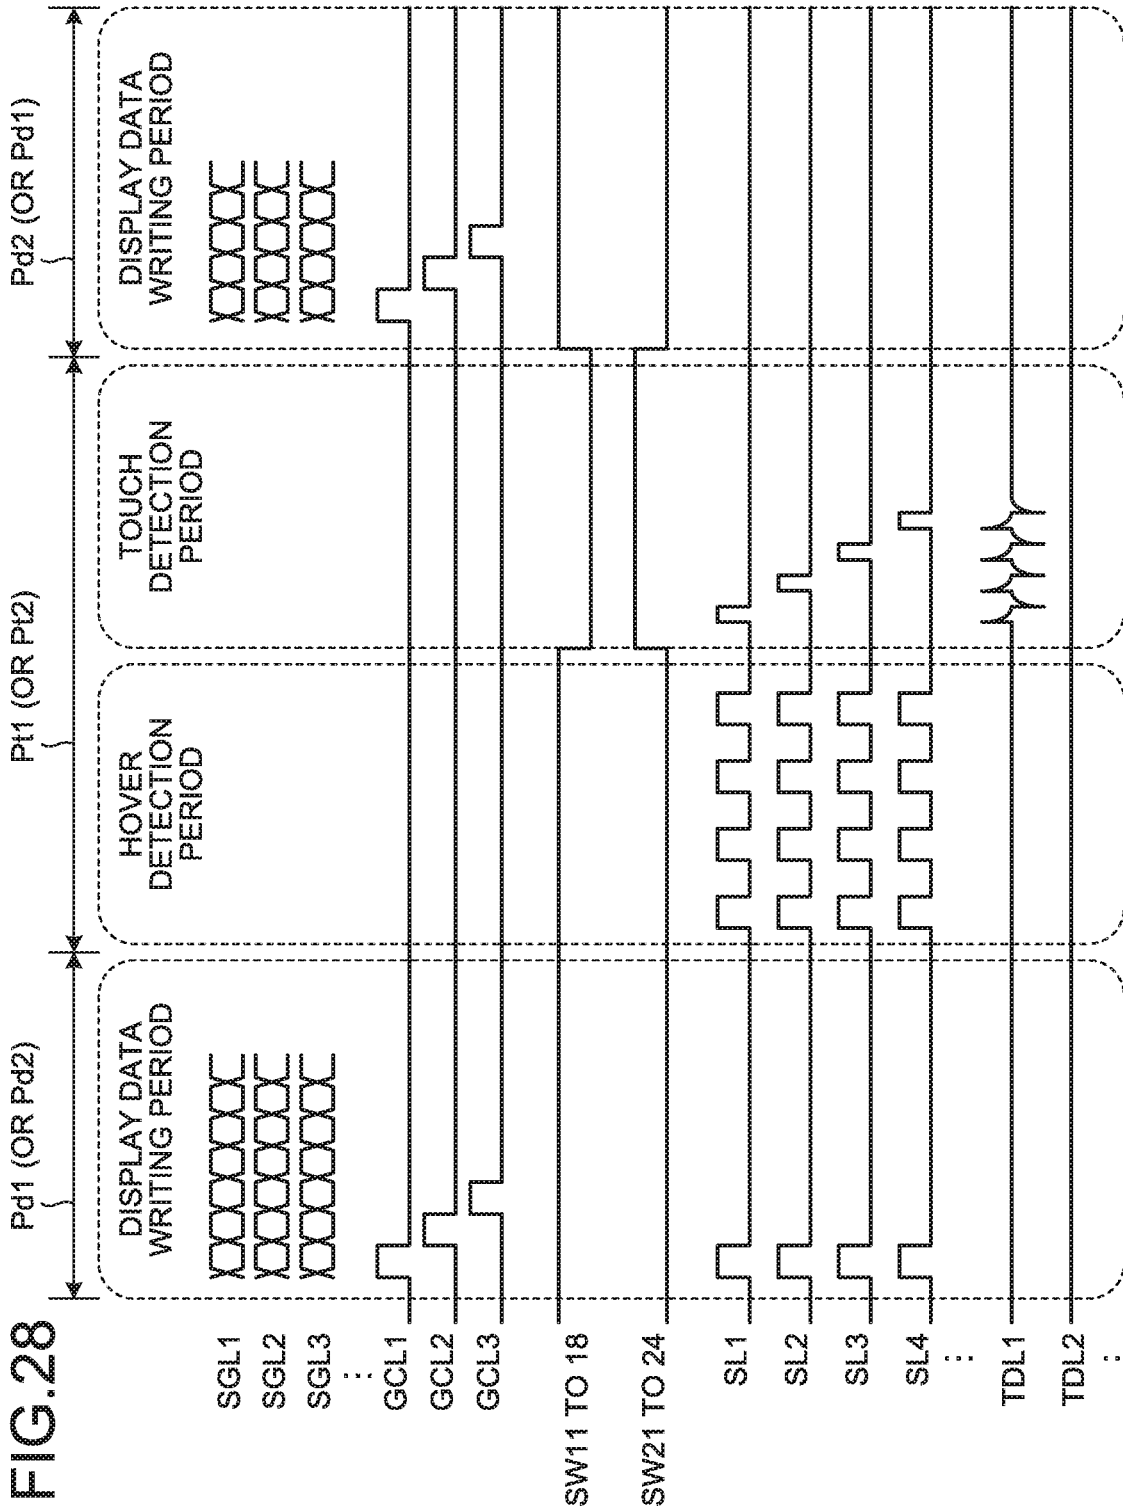 FIG.28
Pd1 (OR Pd2)
Pt1 (OR Pt2)
Pd2 (OR Pd1)
DISPLAY DATA
WRITING PERIOD
HOVER
DETECTION
PERIOD
TOUCH
DETECTION
PERIOD
DISPLAY DATA
WRITING PERIOD
SGL1
SGL2
SGL3
GCL1
GCL2
GCL3
SW11 TO 18
SW21 TO 24
SL1
SL2
SL3
SL4
TDL1
TDL2